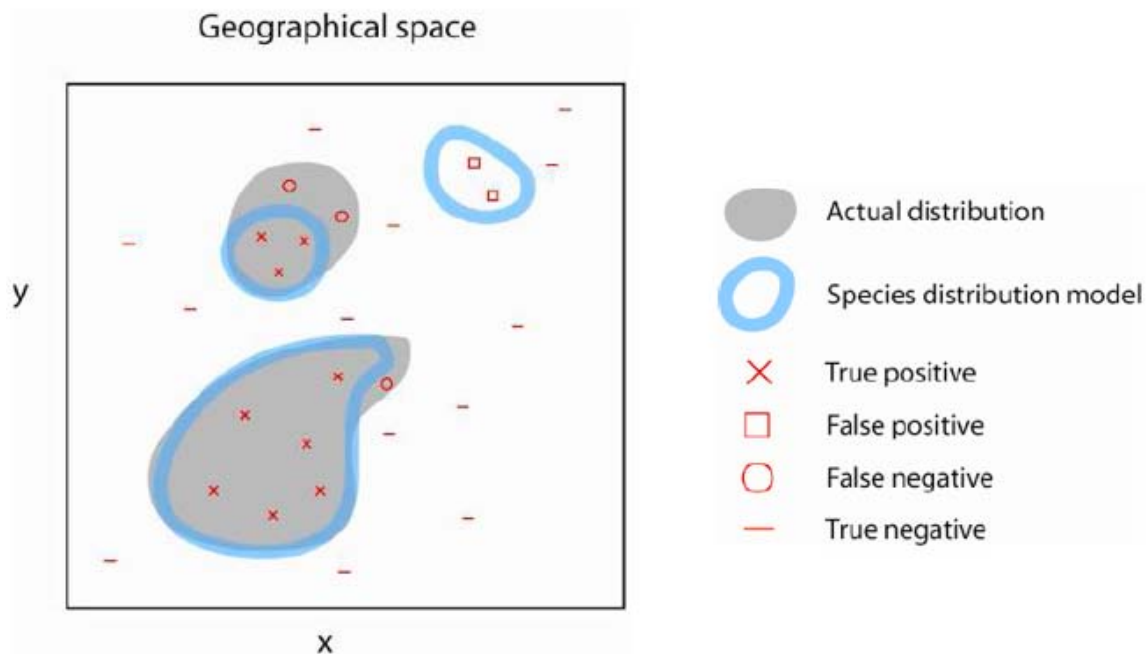 Geographical space
y
x
Actual distribution
Species distribution model
True positive
False positive
False negative
True negative